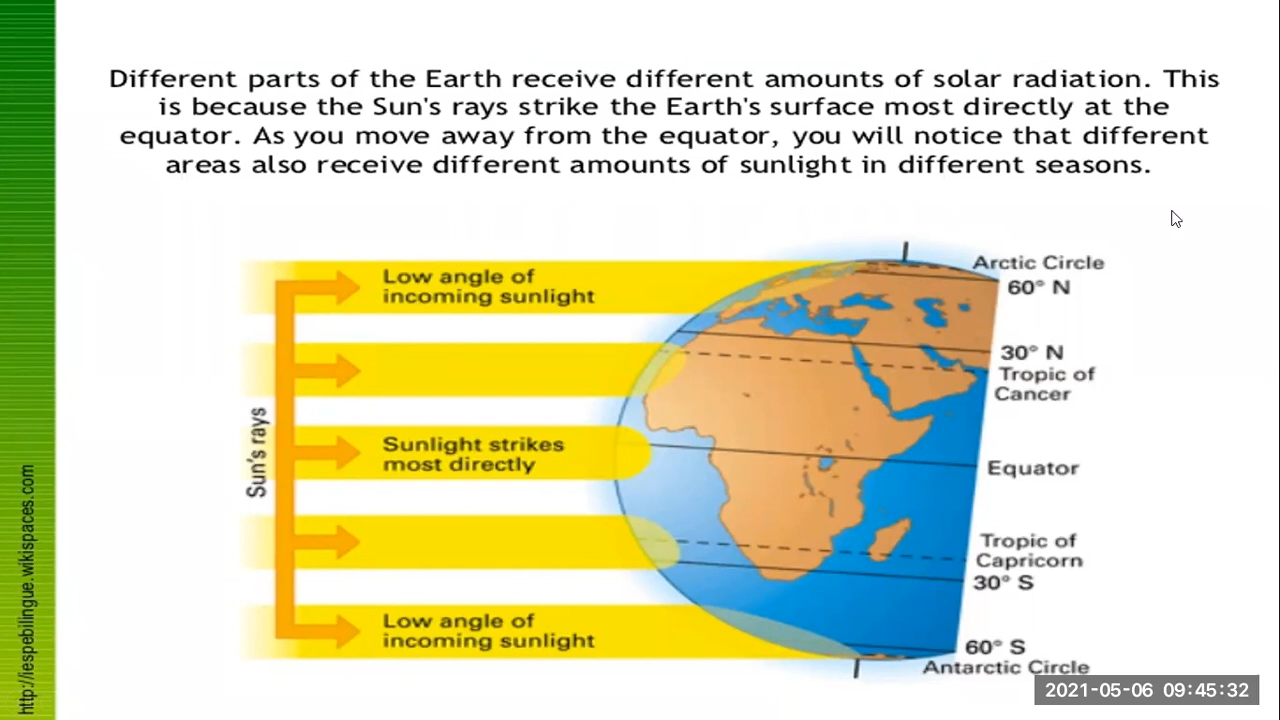 Different parts of the Earth receive different amounts of solar radiation. This
is because the Sun's rays strike the Earth's surface most directly at the
equator. As you move away from the equator, you will notice that different
areas also receive different amounts of sunlight in different seasons.
Arctic Circle
60° N
Low angle of
incoming sunlight
30° N
Tropic of
Cancer
Sun's rays
Sunlight strikes
most directly
Equator
Tropic of
Capricorn
30° S
Low angle of
incoming sunlight
60° S
Antarctic Circle
http://iespebilingue.wikispaces.com
2021-05-06 09:45:32